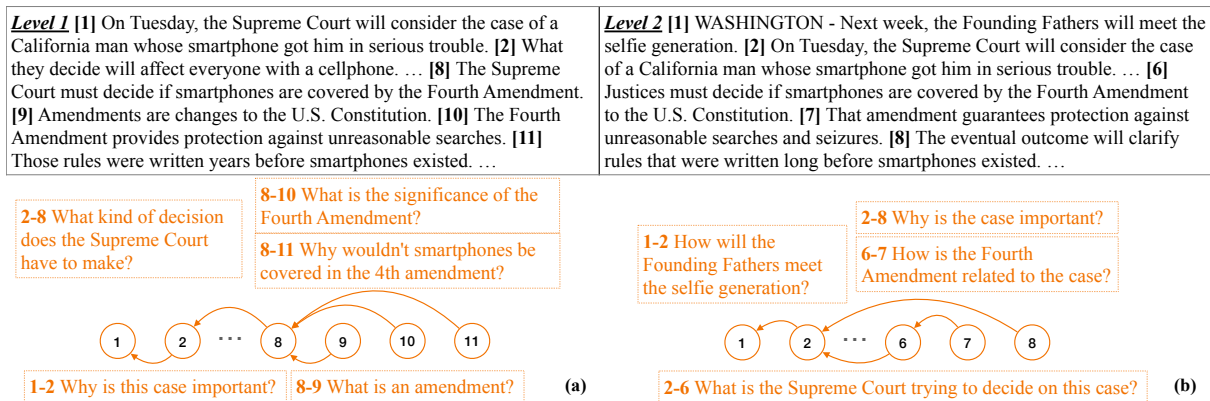 Level 1 [1] On Tuesday, the Supreme Court will consider the case of a
California man whose smartphone got him in serious trouble. [2] What
they decide will affect everyone with a cellphone. … [8] The Supreme
Court must decide if smartphones are covered by the Fourth Amendment.
[9] Amendments are changes to the U.S. Constitution. [10] The Fourth
Amendment provides protection against unreasonable searches. [11]
Those rules were written years before smartphones existed. …
8-10 What is the significance of the
Fourth Amendment?
2-8 What kind of decision
does the Supreme Court
have to make?
8-11 Why wouldn't smartphones be
covered in the 4th amendment?
1 2 ... 8 9 10 11
1-2 Why is this case important?
8-9 What is an amendment?
(a)
Level 2 [1] WASHINGTON - Next week, the Founding Fathers will meet the
selfie generation. [2] On Tuesday, the Supreme Court will consider the case
of a California man whose smartphone got him in serious trouble. … [6]
Justices must decide if smartphones are covered by the Fourth Amendment
to the U.S. Constitution. [7] That amendment guarantees protection against
unreasonable searches and seizures. [8] The eventual outcome will clarify
rules that were written long before smartphones existed. …
2-8 Why is the case important?
1-2 How will the
Founding Fathers meet
the selfie generation?
6-7 How is the Fourth
Amendment related to the case?
1 2 ... 6 7 8
2-6 What is the Supreme Court trying to decide on this case?
(b)